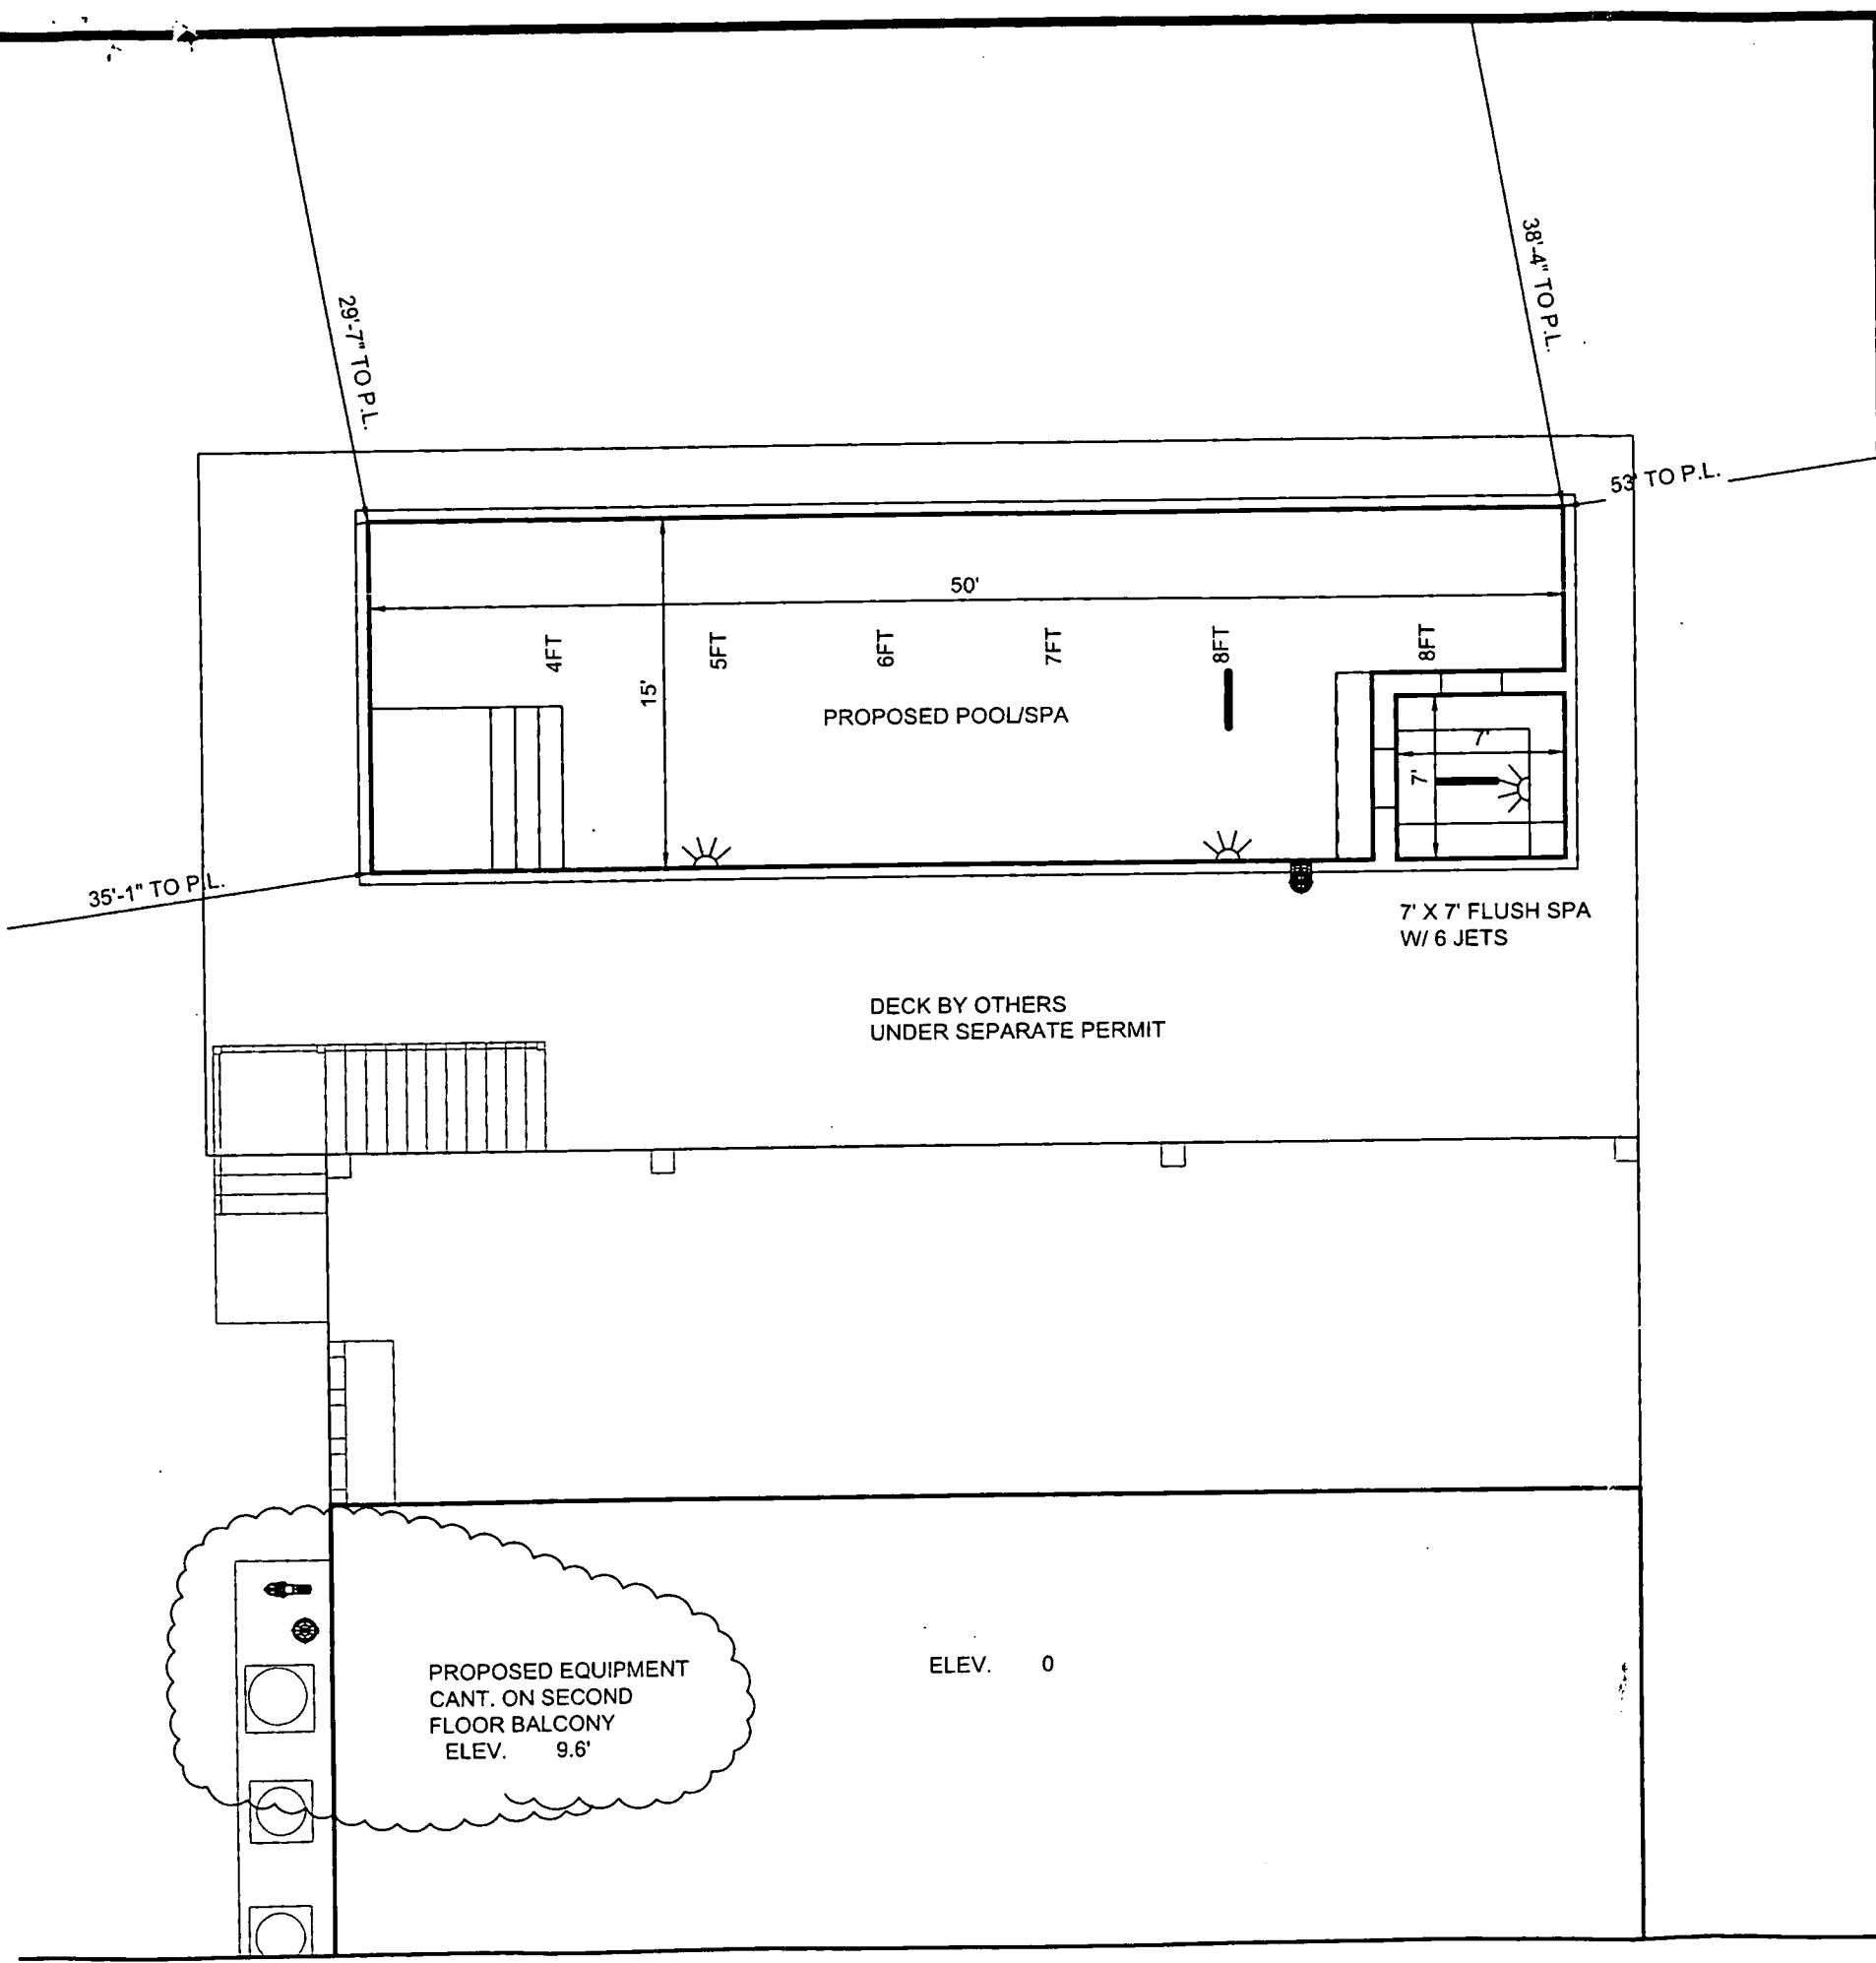 29'-7" TO P.L.
38'-4" TO P.L.
53' TO P.L.
50'
4FT
5FT
6FT
7FT
8FT
8FT
15'
PROPOSED POOL/SPA
7'
7'
35'-1" TO P.L.
7' X 7' FLUSH SPA
W/ 6 JETS
DECK BY OTHERS
UNDER SEPARATE PERMIT
PROPOSED EQUIPMENT
CANT. ON SECOND
FLOOR BALCONY
ELEV. 9.6'
ELEV. 0